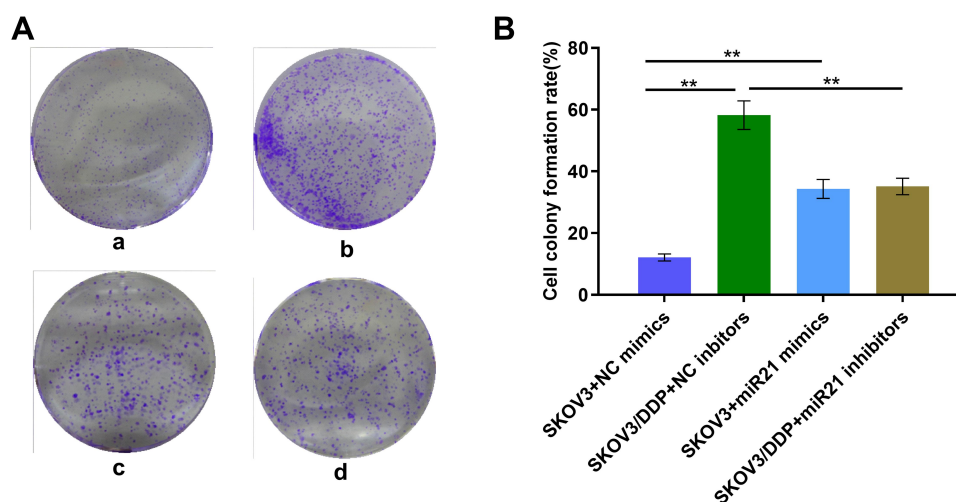 A
a
b
c
d
B
Cell colony formation rate(%)
80
60
40
20
0
**
**
**
SKOV3+NC mimics
SKOV3/DDP+NC inbitors
SKOV3+miR21 mimics
SKOV3/DDP+miR21 inhibitors